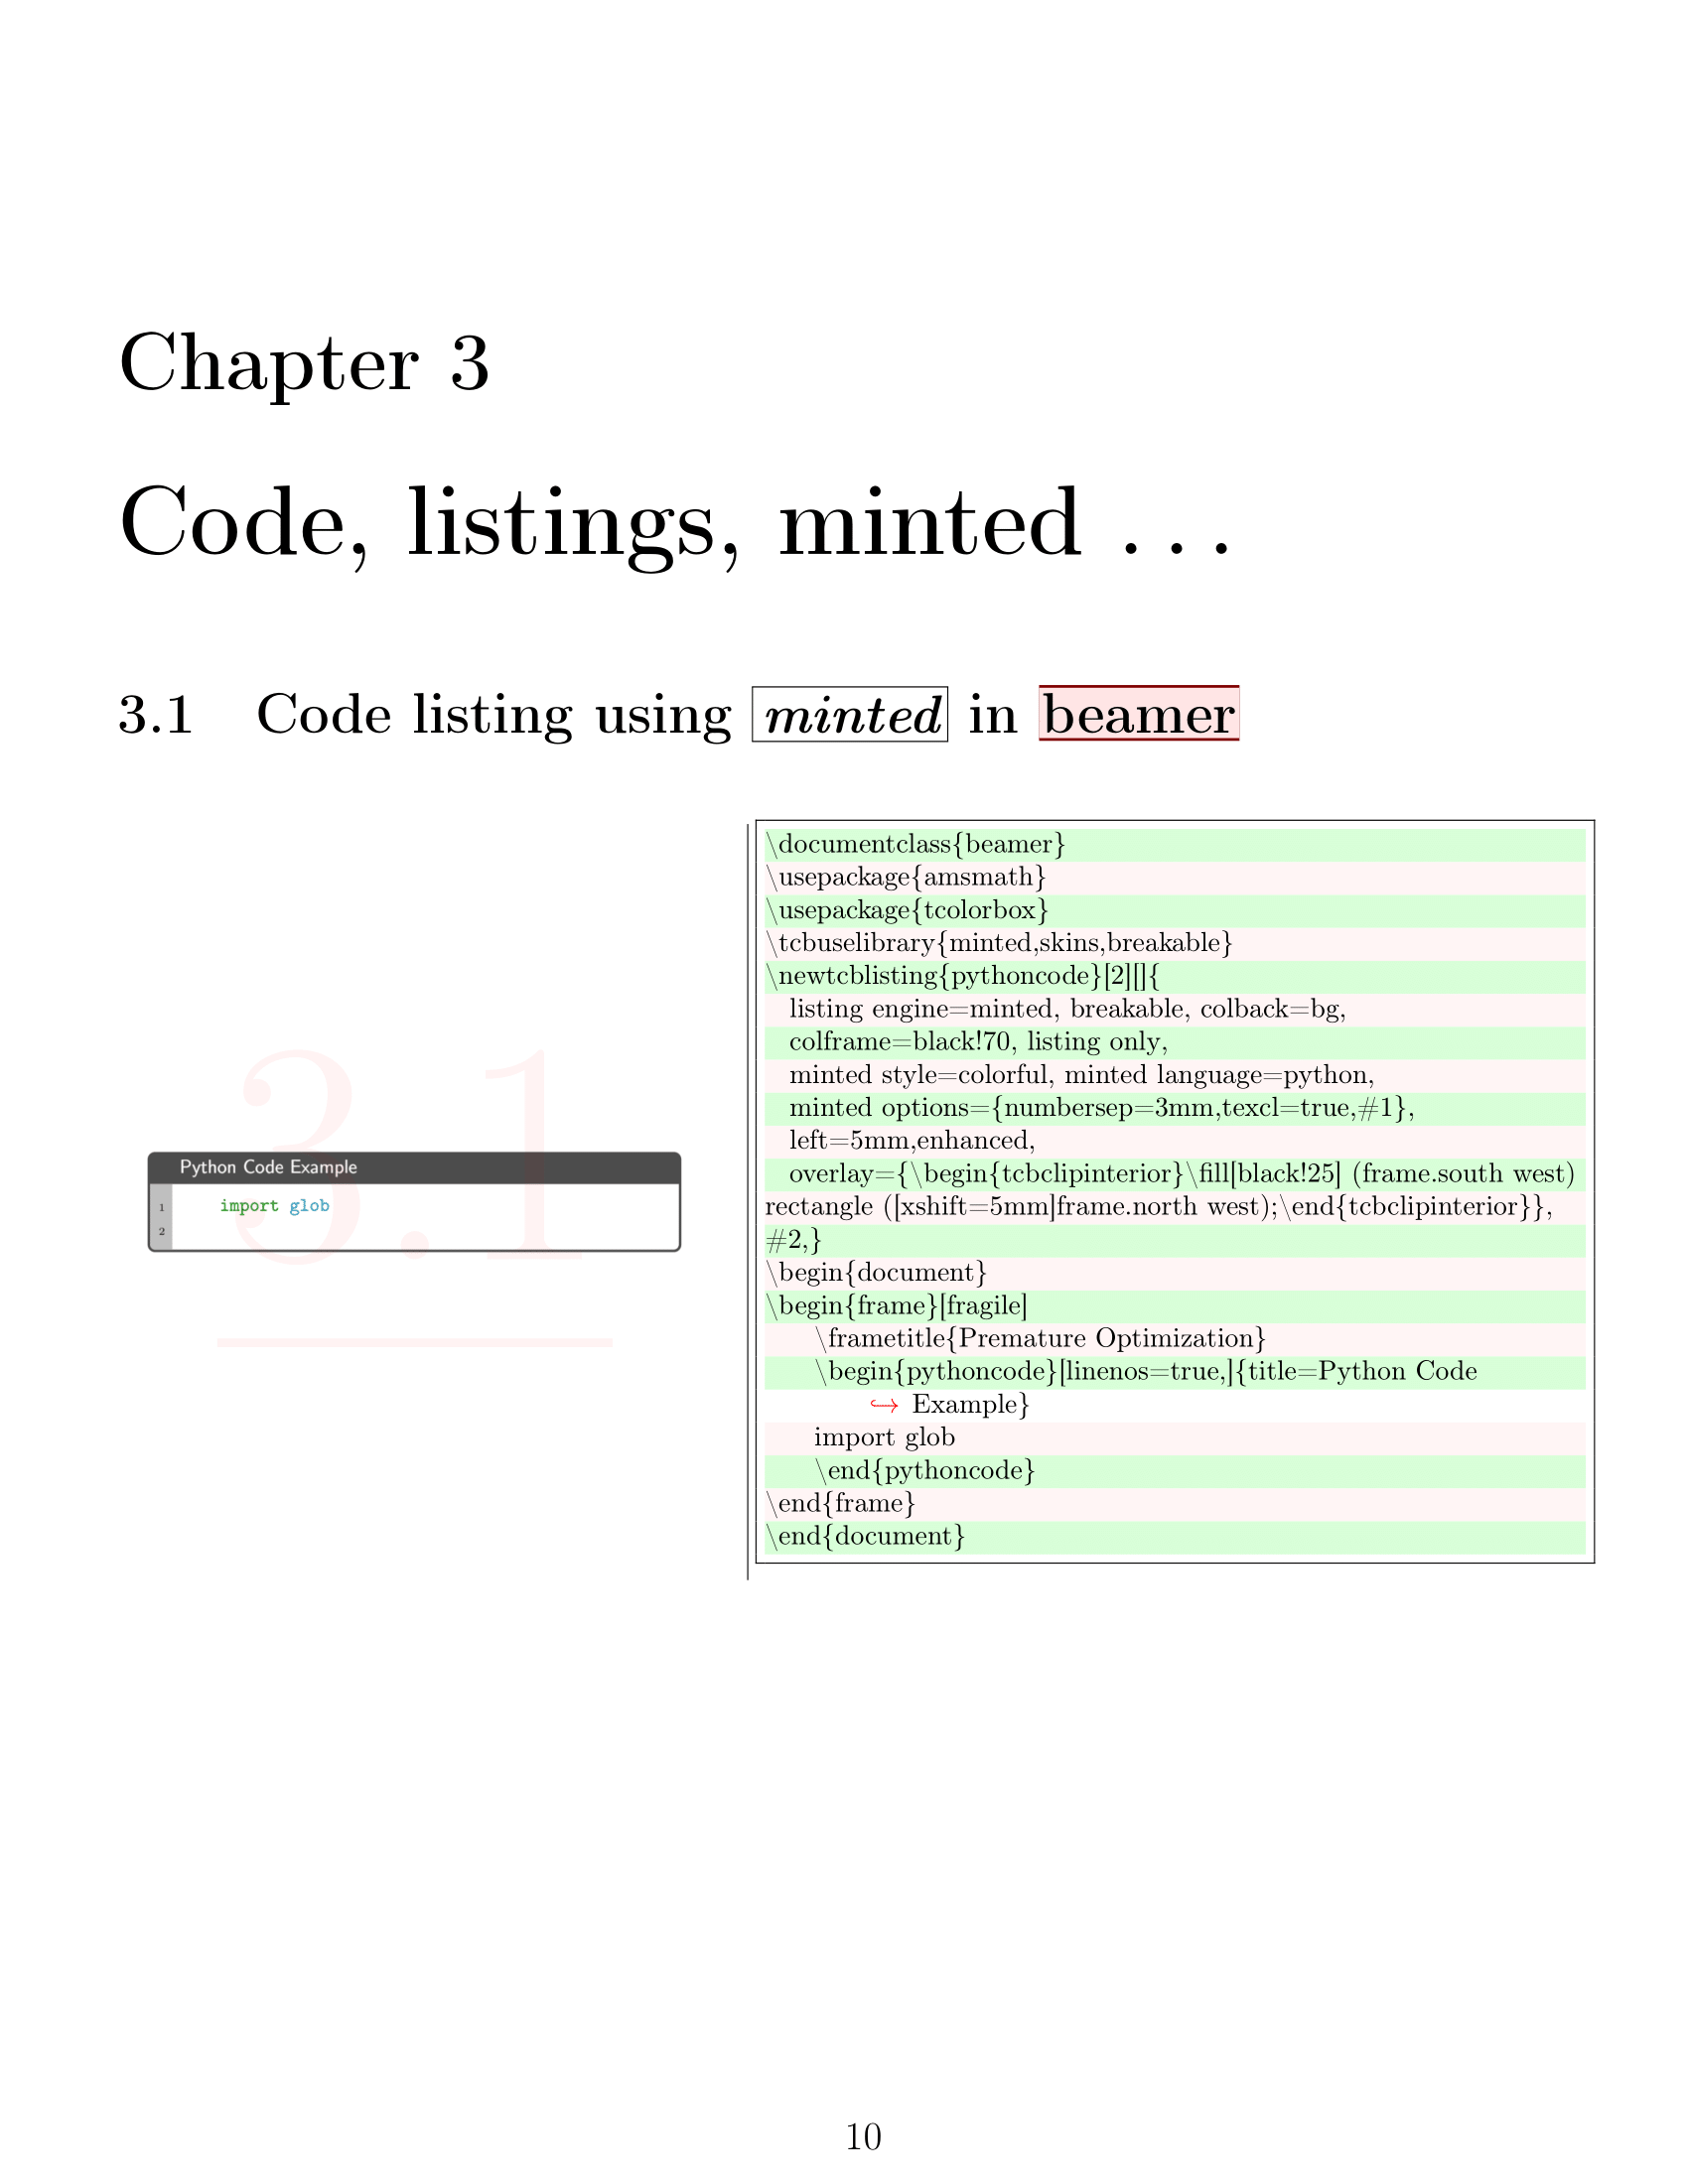 Chapter 3
Code, listings, minted ...
3.1 Code listing using minted in beamer
3.1
Python Code Example
1 import glob
2
\documentclass{beamer}
\usepackage{amsmath}
\usepackage{tcolorbox}
\tcbuselibrary{minted,skins,breakable}
\newtcblisting{pythoncode}[2][]{
listing engine=minted, breakable, colback=bg,
colframe=black!70, listing only,
minted style=colorful, minted language=python,
minted options={numbersep=3mm,texcl=true,#1},
left=5mm,enhanced,
overlay={\begin{tcbclipinterior}\fill[black!25] (frame.south west)
rectangle ([xshift=5mm]frame.north west);\end{tcbclipinterior}},
#2,}
\begin{document}
\begin{frame}[fragile]
\frametitle{Premature Optimization}
\begin{pythoncode}[linenos=true,]{title=Python Code
↪ Example}
import glob
\end{pythoncode}
\end{frame}
\end{document}
10